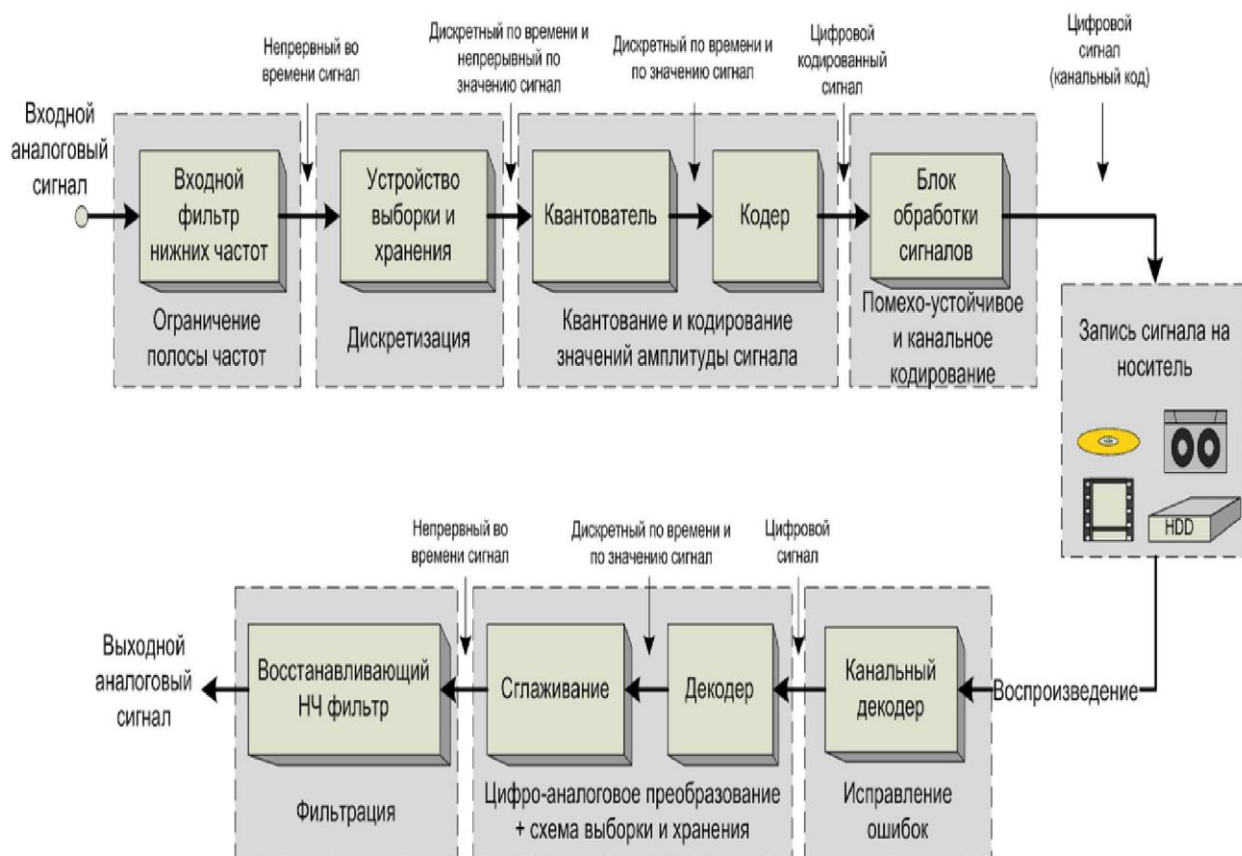 Непрервный во
времени сигнал
Дискретный по времени и
непрерывный по
значению сигнал
Дискретный по времени и
по значению сигнал
Цифровой
кодированный
сигнал
Цифровой
сигнал
(канальный код)
Входной
аналоговый
сигнал
Входной
фильтр
нижних частот
Устройство
выборки и
хранения
Квантователь
Кодер
Блок
обработки
сигналов
Ограничение
полосы частот
Дискретизация
Квантование и кодирование
значений амплитуды сигнала
Помехо-устойчивое
и канальное
кодирование
Запись сигнала на
носитель
HDD
Непрервный во
времени сигнал
Дискретный по времени и
по значению сигнал
Цифровой
сигнал
Выходной
аналоговый
сигнал
Восстанавливающий
НЧ фильтр
Сглаживание
Декодер
Канальный
декодер
Воспроизведение
Фильтрация
Цифро-аналоговое преобразование
+ схема выборки и хранения
Исправление
ошибок